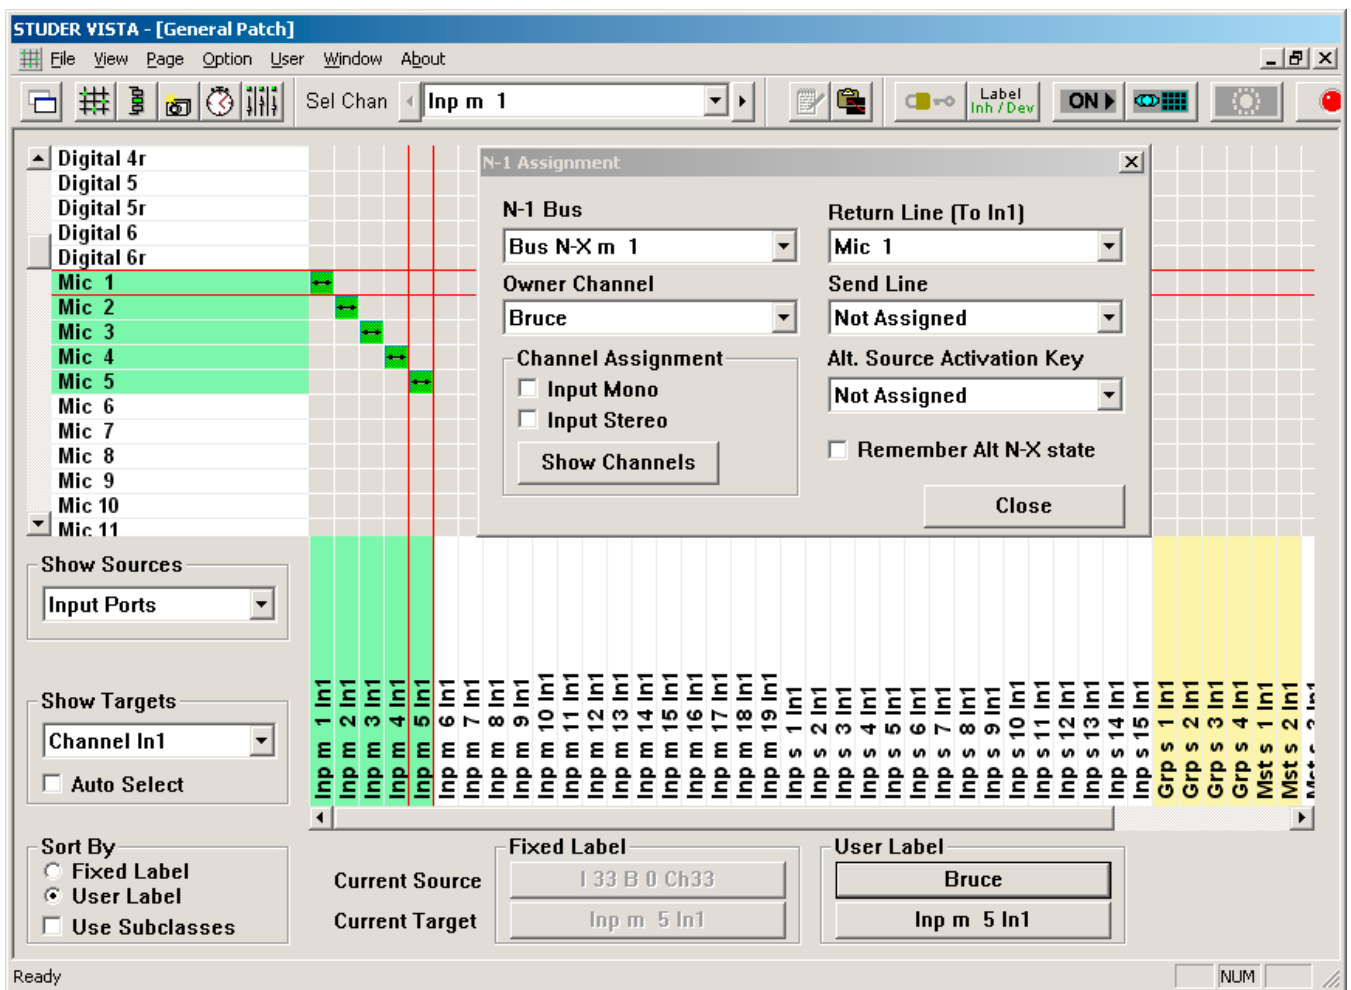 STUDER VISTA - [General Patch]
File View Page Option User Window About
Sel Chan Inp m 1 Label Inh / Dev ON
Digital 4r
Digital 5
Digital 5r
Digital 6
Digital 6r
Mic 1
Mic 2
Mic 3
Mic 4
Mic 5
Mic 6
Mic 7
Mic 8
Mic 9
Mic 10
Mic 11
N-1 Assignment
N-1 Bus
Bus N-X m 1
Owner Channel
Bruce
Channel Assignment
Input Mono
Input Stereo
Show Channels
Return Line (To In1)
Mic 1
Send Line
Not Assigned
Alt. Source Activation Key
Not Assigned
Remember Alt N-X state
Close
Show Sources
Input Ports
Show Targets
Channel In1
Auto Select
Inp m 1 In1
Inp m 2 In1
Inp m 3 In1
Inp m 4 In1
Inp m 5 In1
Inp m 6 In1
Inp m 7 In1
Inp m 8 In1
Inp m 9 In1
Inp m 10 In1
Inp m 11 In1
Inp m 12 In1
Inp m 13 In1
Inp m 14 In1
Inp m 15 In1
Inp m 16 In1
Inp m 17 In1
Inp m 18 In1
Inp m 19 In1
Inp s 1 In1
Inp s 2 In1
Inp s 3 In1
Inp s 4 In1
Inp s 5 In1
Inp s 6 In1
Inp s 7 In1
Inp s 8 In1
Inp s 9 In1
Inp s 10 In1
Inp s 11 In1
Inp s 12 In1
Inp s 13 In1
Inp s 14 In1
Inp s 15 In1
Grp s 1 In1
Grp s 2 In1
Grp s 3 In1
Grp s 4 In1
Mst s 1 In1
Mst s 2 In1
Mst s 3 In1
Sort By
Fixed Label
User Label
Use Subclasses
Fixed Label
User Label
Current Source I 33 B 0 Ch33 Bruce
Current Target Inp m 5 In1 Inp m 5 In1
Ready NUM